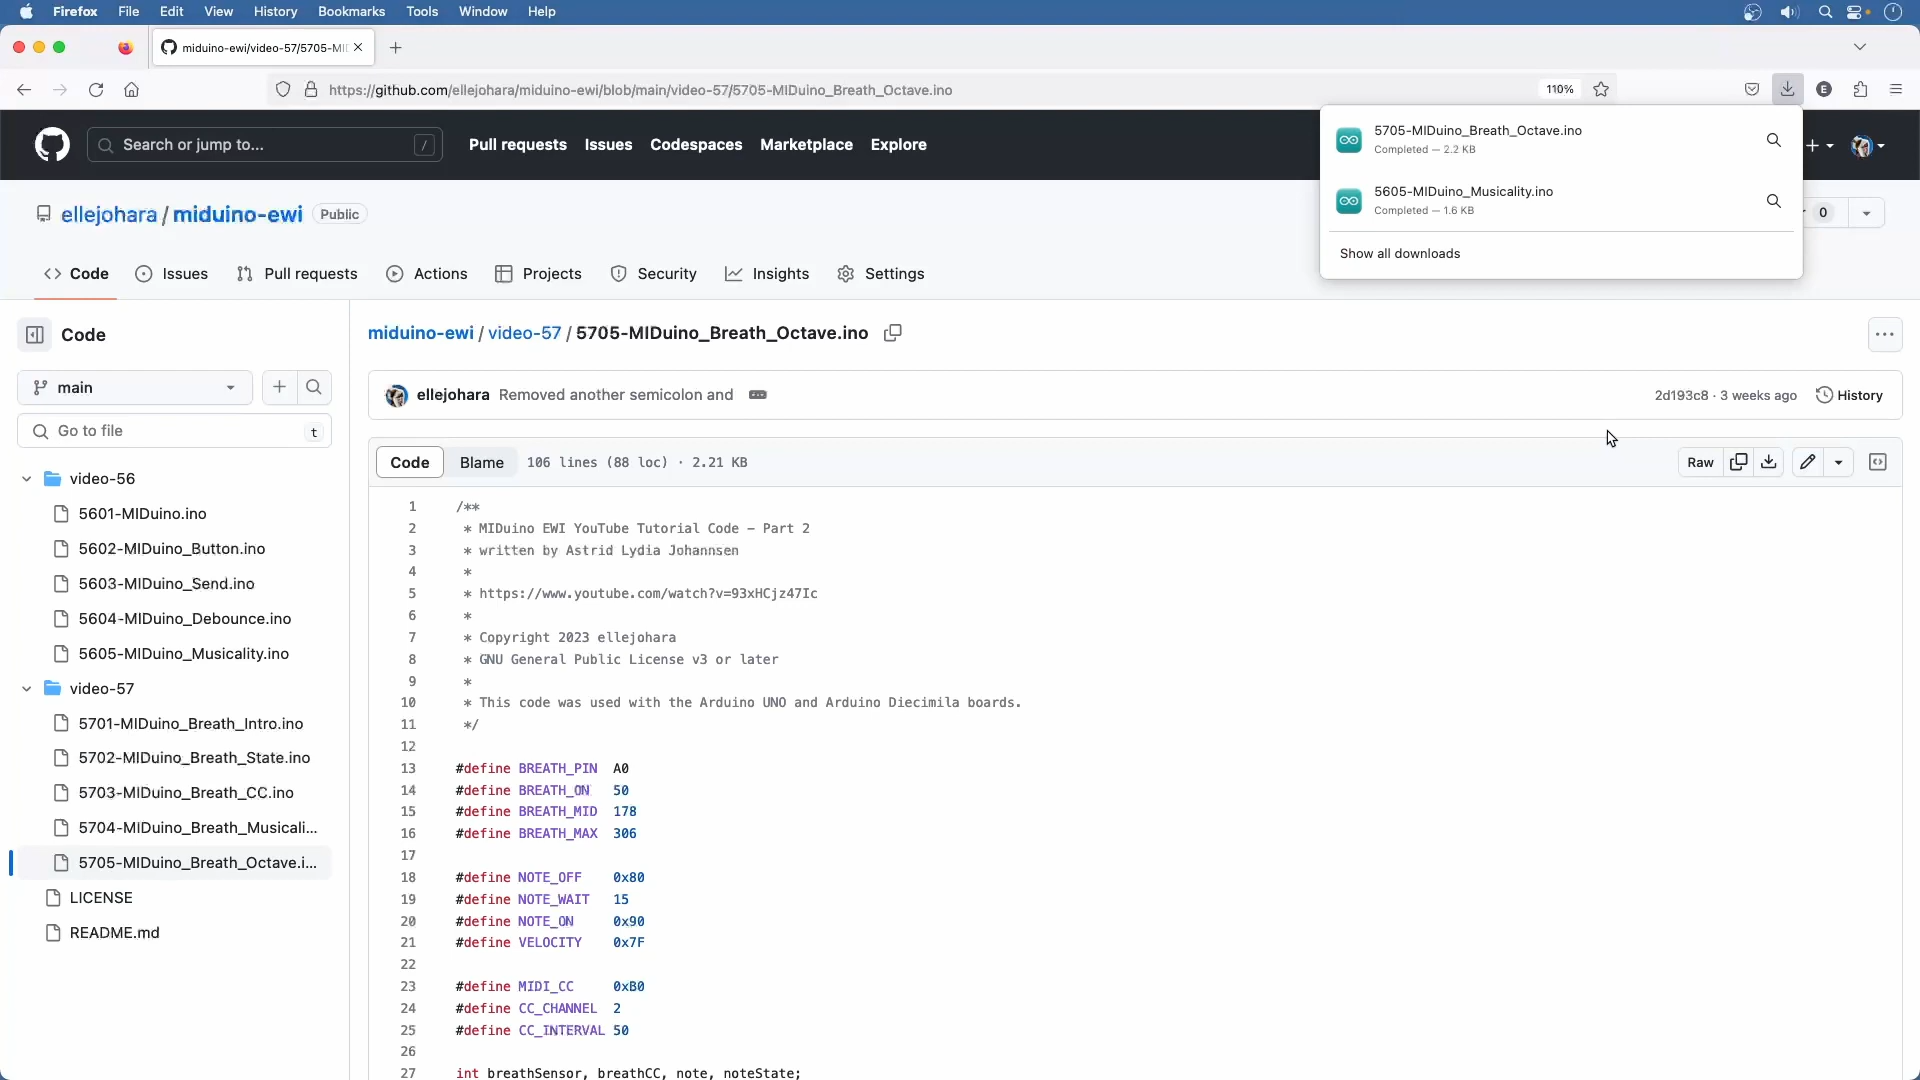 Firefox File Edit View History Bookmarks Tools Window Help
miduino-ewi/video-57/5705-MI
https://github.com/ellejohara/miduino-ewi/blob/main/video-57/5705-MIDuino_Breath_Octave.ino 110% E
Search or jump to... / Pull requests Issues Codespaces Marketplace Explore
5705-MIDuino_Breath_Octave.ino
Completed — 2.2 KB
5605-MIDuino_Musicality.ino
Completed — 1.6 KB
Show all downloads
ellejohara / miduino-ewi Public 0
Code Issues Pull requests Actions Projects Security Insights Settings
Code
main
Go to file t
video-56
5601-MIDuino.ino
5602-MIDuino_Button.ino
5603-MIDuino_Send.ino
5604-MIDuino_Debounce.ino
5605-MIDuino_Musicality.ino
video-57
5701-MIDuino_Breath_Intro.ino
5702-MIDuino_Breath_State.ino
5703-MIDuino_Breath_CC.ino
5704-MIDuino_Breath_Musicali...
5705-MIDuino_Breath_Octave.i...
LICENSE
README.md
miduino-ewi / video-57 / 5705-MIDuino_Breath_Octave.ino
ellejohara Removed another semicolon and 2d193c8 · 3 weeks ago History
Code Blame 106 lines (88 loc) · 2.21 KB Raw
1 /**
2 * MIDuino EWI YouTube Tutorial Code – Part 2
3 * written by Astrid Lydia Johannsen
4 *
5 * https://www.youtube.com/watch?v=93xHCjz47Ic
6 *
7 * Copyright 2023 ellejohara
8 * GNU General Public License v3 or later
9 *
10 * This code was used with the Arduino UNO and Arduino Diecimila boards.
11 */
12
13 #define BREATH_PIN A0
14 #define BREATH_ON 50
15 #define BREATH_MID 178
16 #define BREATH_MAX 306
17
18 #define NOTE_OFF 0x80
19 #define NOTE_WAIT 15
20 #define NOTE_ON 0x90
21 #define VELOCITY 0x7F
22
23 #define MIDI_CC 0xB0
24 #define CC_CHANNEL 2
25 #define CC_INTERVAL 50
26
27 int breathSensor, breathCC, note, noteState;